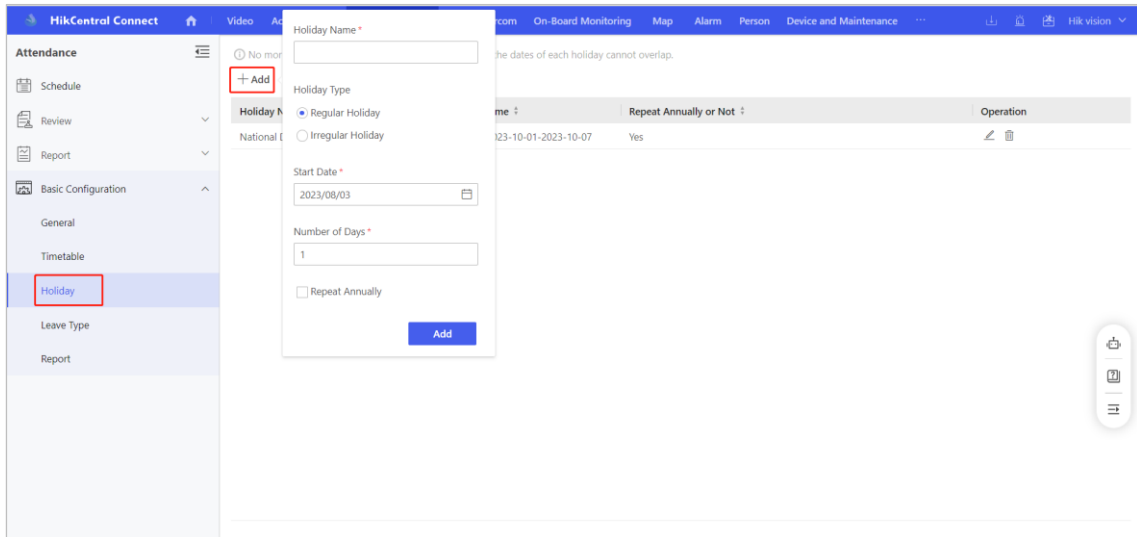 HikCentral Connect
Video
rcom On-Board Monitoring Map Alarm Person Device and Maintenance ... Hik vision
Attendance
Schedule
Review
Report
Basic Configuration
General
Timetable
Holiday
Leave Type
Report
No
he dates of each holiday cannot overlap.
+ Add
Holiday N
me
Repeat Annually or Not
Operation
National
23-10-01-2023-10-07
Yes
Holiday Name *
Holiday Type
Regular Holiday
Irregular Holiday
Start Date *
2023/08/03
Number of Days *
1
Repeat Annually
Add